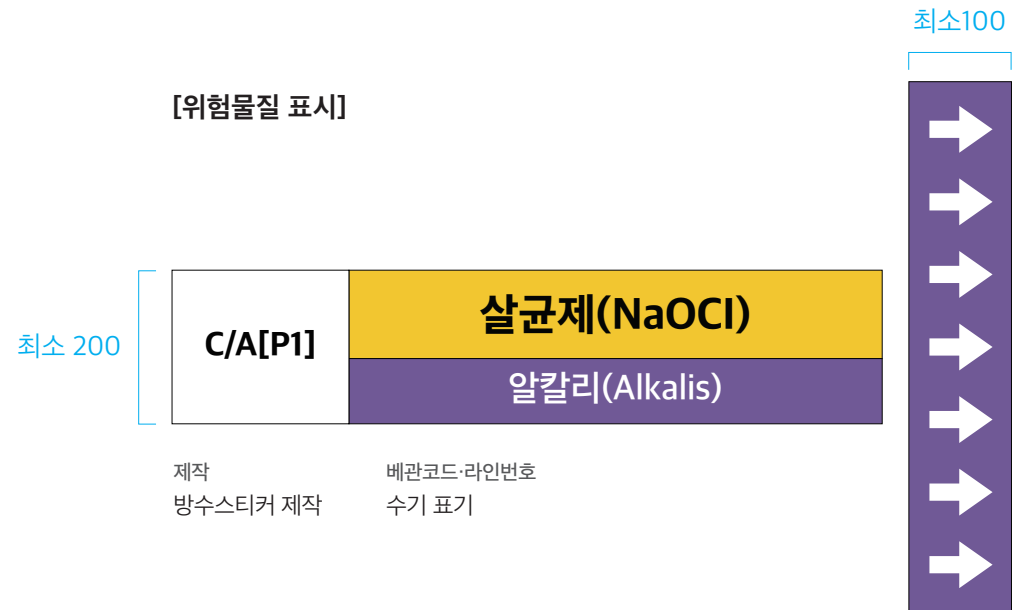 최소100
[위험물질 표시]
최소 200
C/A[P1]
살균제(NaOCI)
알칼리(Alkalis)
제작
방수스티커 제작
베관코드·라인번호
수기 표기